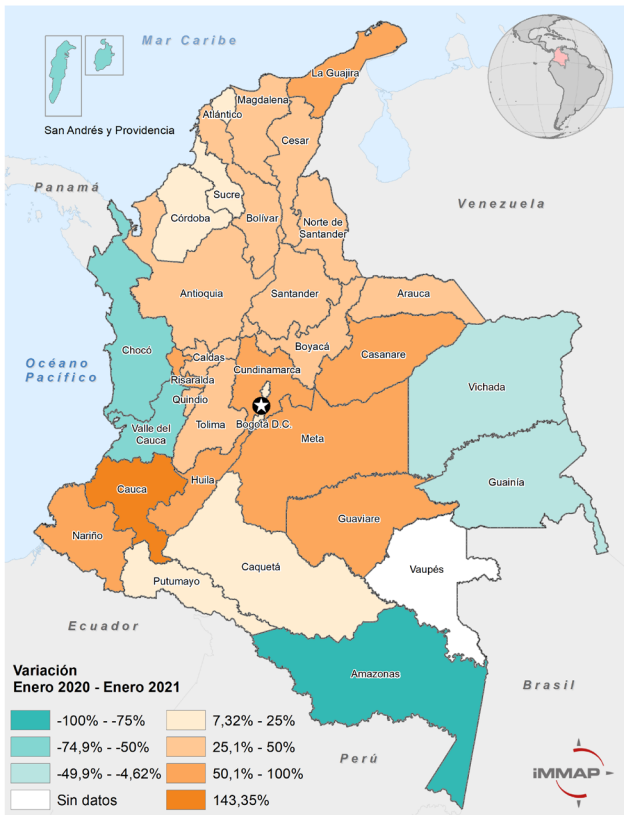 Mar Caribe
La Guajira
Magdalena
Atlántico
San Andrés y Providencia
Cesar
Panamá
Sucre
Venezuela
Córdoba
Bolívar
Norte de
Santander
Antioquia
Santander
Arauca
Boyacá
Chocó
Caldas
Casanare
Océano
Pacífico
Cundinamarca
Risaralda
Vichada
Quindio
Valle del
Cauca
Tolima
Bogotá D.C.
Meta
Cauca
Huila
Guainía
Guaviare
Nariño
Caquetá
Vaupés
Putumayo
Ecuador
Amazonas
Brasil
Perú
Variación
Enero 2020 - Enero 2021
-100% - -75%
-74,9% - -50%
-49,9% - -4,62%
Sin datos
7,32% - 25%
25,1% - 50%
50,1% - 100%
143,35%
iMMAP